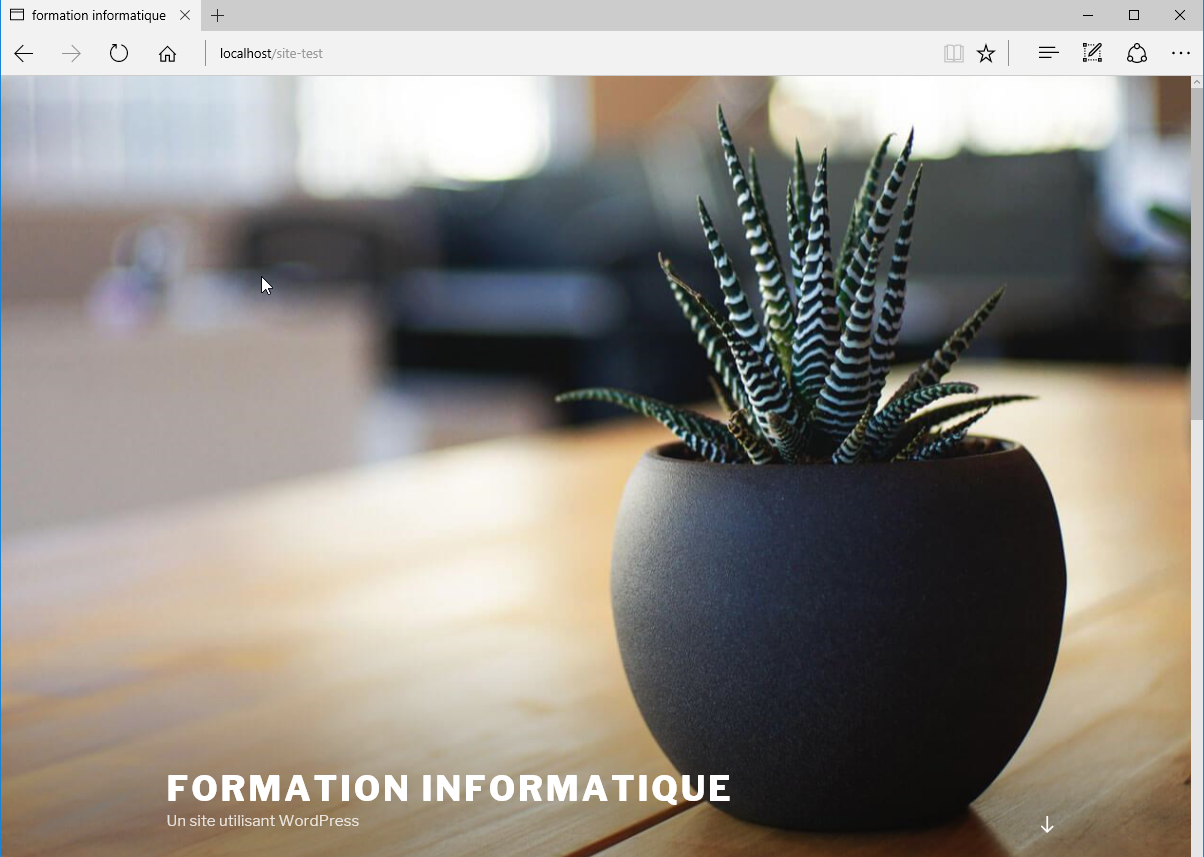 formation informatique
localhost/site-test
FORMATION INFORMATIQUE
Un site utilisant WordPress